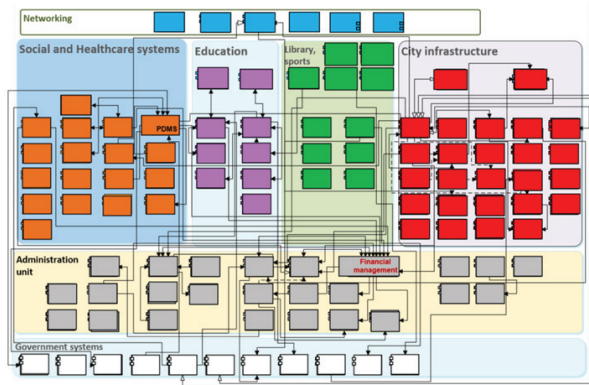 Networking
Social and Healthcare systems
Education
Library,
sports
City infrastructure
PDMS
Administration
unit
Financial
management
Government systems